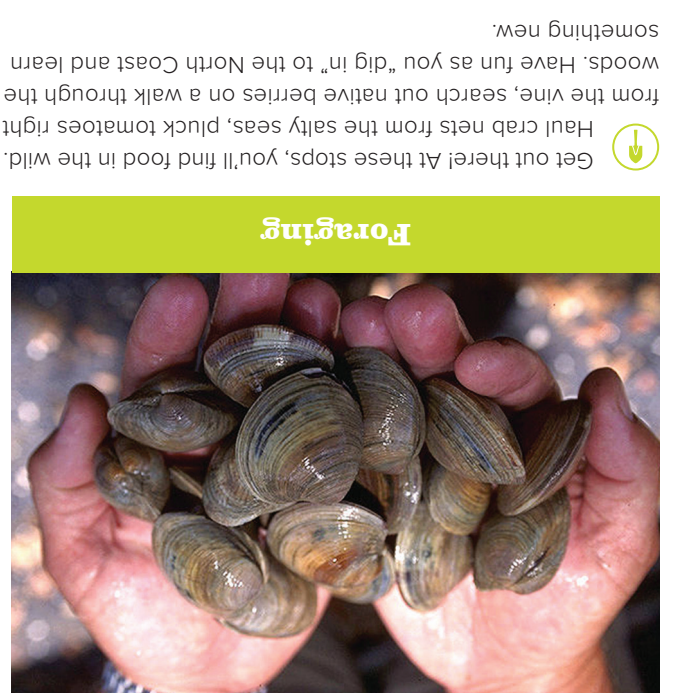 Foraging
Get out there! At these stops, you'll find food in the wild.
Haul crab nets from the salty seas, pluck tomatoes right
from the vine, search out native berries on a walk through the
woods. Have fun as you “dig in” to the North Coast and learn
something new.